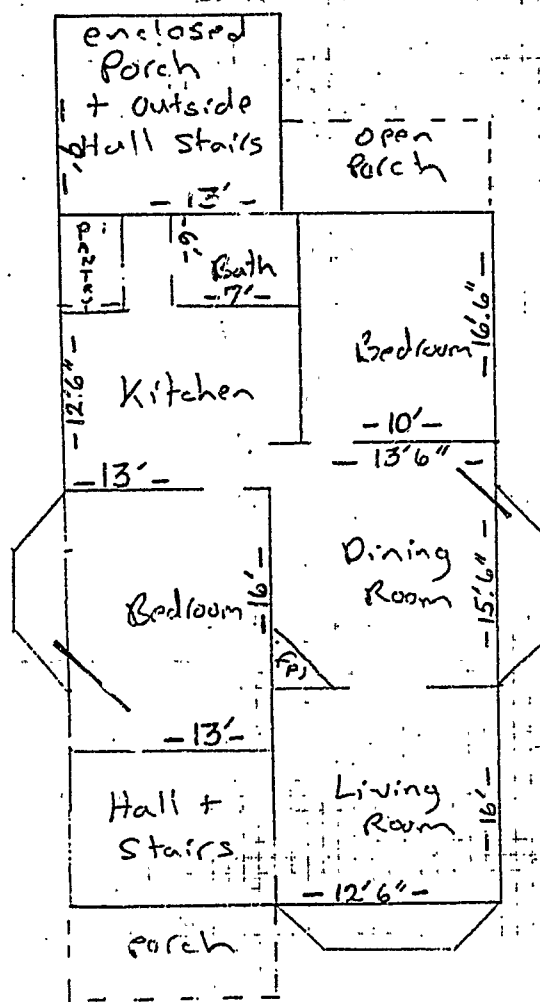 enclosed
Porch
+ outside
Hall Stairs
- 9' -
- 13' -
open
Porch
Pantry
- 6' -
Bath
- 7' -
Bedroom
- 16'6" -
- 10' -
Kitchen
- 12'6" -
- 13' -
- 13'6" -
Dining
Room
- 15'6" -
Bedroom
- 16' -
- 13' -
f.p.
Hall +
Stairs
Living
Room
- 16' -
- 12'6" -
porch